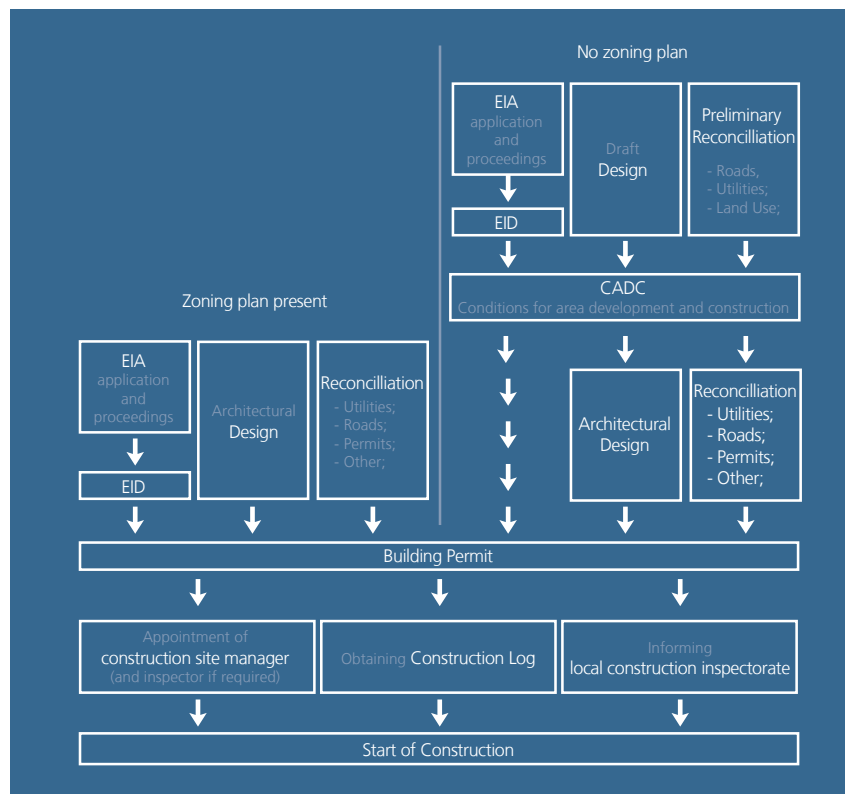 No zoning plan
EIA
application
and
proceedings
EID
Draft
Design
Preliminary
Reconcilliation
- Roads,
- Utilities;
- Land Use;
CADC
Conditions for area development and construction
Zoning plan present
EIA
application
and
proceedings
EID
Architectural
Design
Reconcilliation
- Utilities;
- Roads;
- Permits;
- Other;
Architectural
Design
Reconcilliation
- Utilities;
- Roads;
- Permits;
- Other;
Building Permit
Appointment of
construction site manager
(and inspector if required)
Obtaining Construction Log
Informing
local construction inspectorate
Start of Construction